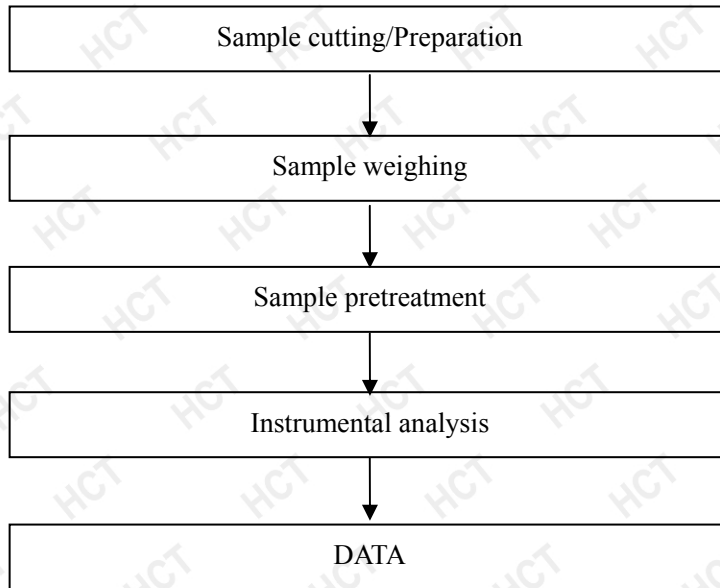 Sample cutting/Preparation
Sample weighing
Sample pretreatment
Instrumental analysis
DATA